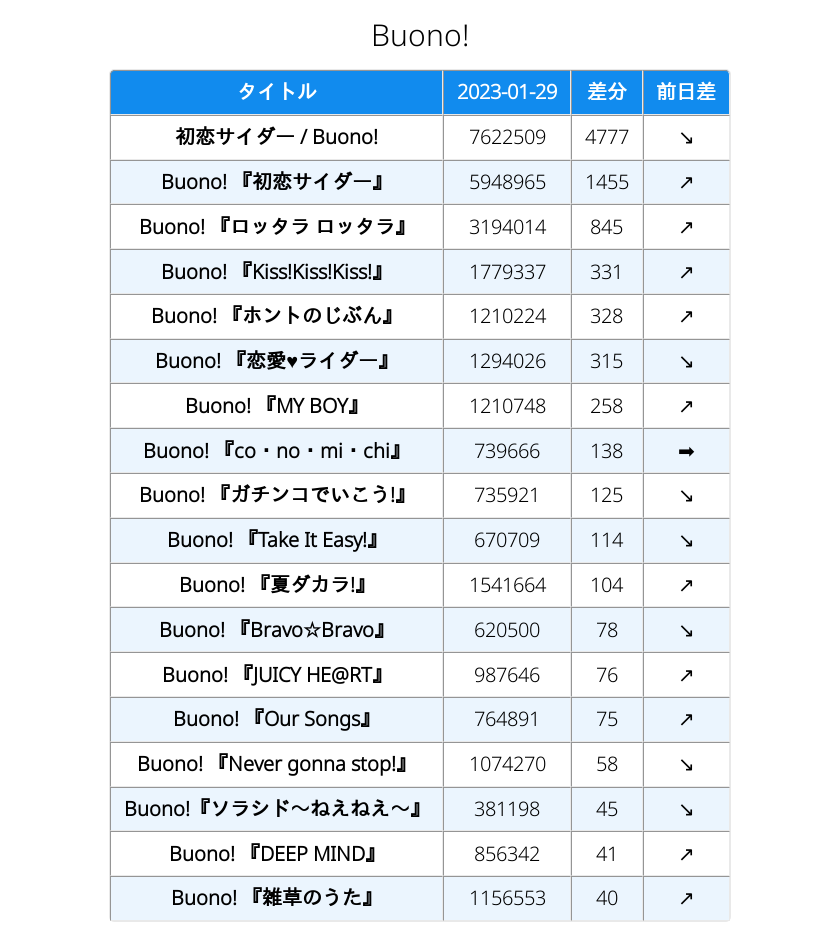 Buono!
タイトル 2023-01-29 差分 前日差
初恋サイダー / Buono! 7622509 4777 ↘
Buono! 『初恋サイダー』 5948965 1455 ↗
Buono! 『ロッタラ ロッタラ』 3194014 845 ↗
Buono! 『Kiss!Kiss!Kiss!』 1779337 331 ↗
Buono! 『ホントのじぶん』 1210224 328 ↗
Buono! 『恋愛♥ライダー』 1294026 315 ↘
Buono! 『MY BOY』 1210748 258 ↗
Buono! 『co・no・mi・chi』 739666 138 ➡
Buono! 『ガチンコでいこう!』 735921 125 ↘
Buono! 『Take It Easy!』 670709 114 ↘
Buono! 『夏ダカラ!』 1541664 104 ↗
Buono! 『Bravo☆Bravo』 620500 78 ↘
Buono! 『JUICY HE@RT』 987646 76 ↗
Buono! 『Our Songs』 764891 75 ↗
Buono! 『Never gonna stop!』 1074270 58 ↘
Buono!『ソラシド～ねえねえ～』 381198 45 ↘
Buono! 『DEEP MIND』 856342 41 ↗
Buono! 『雑草のうた』 1156553 40 ↗